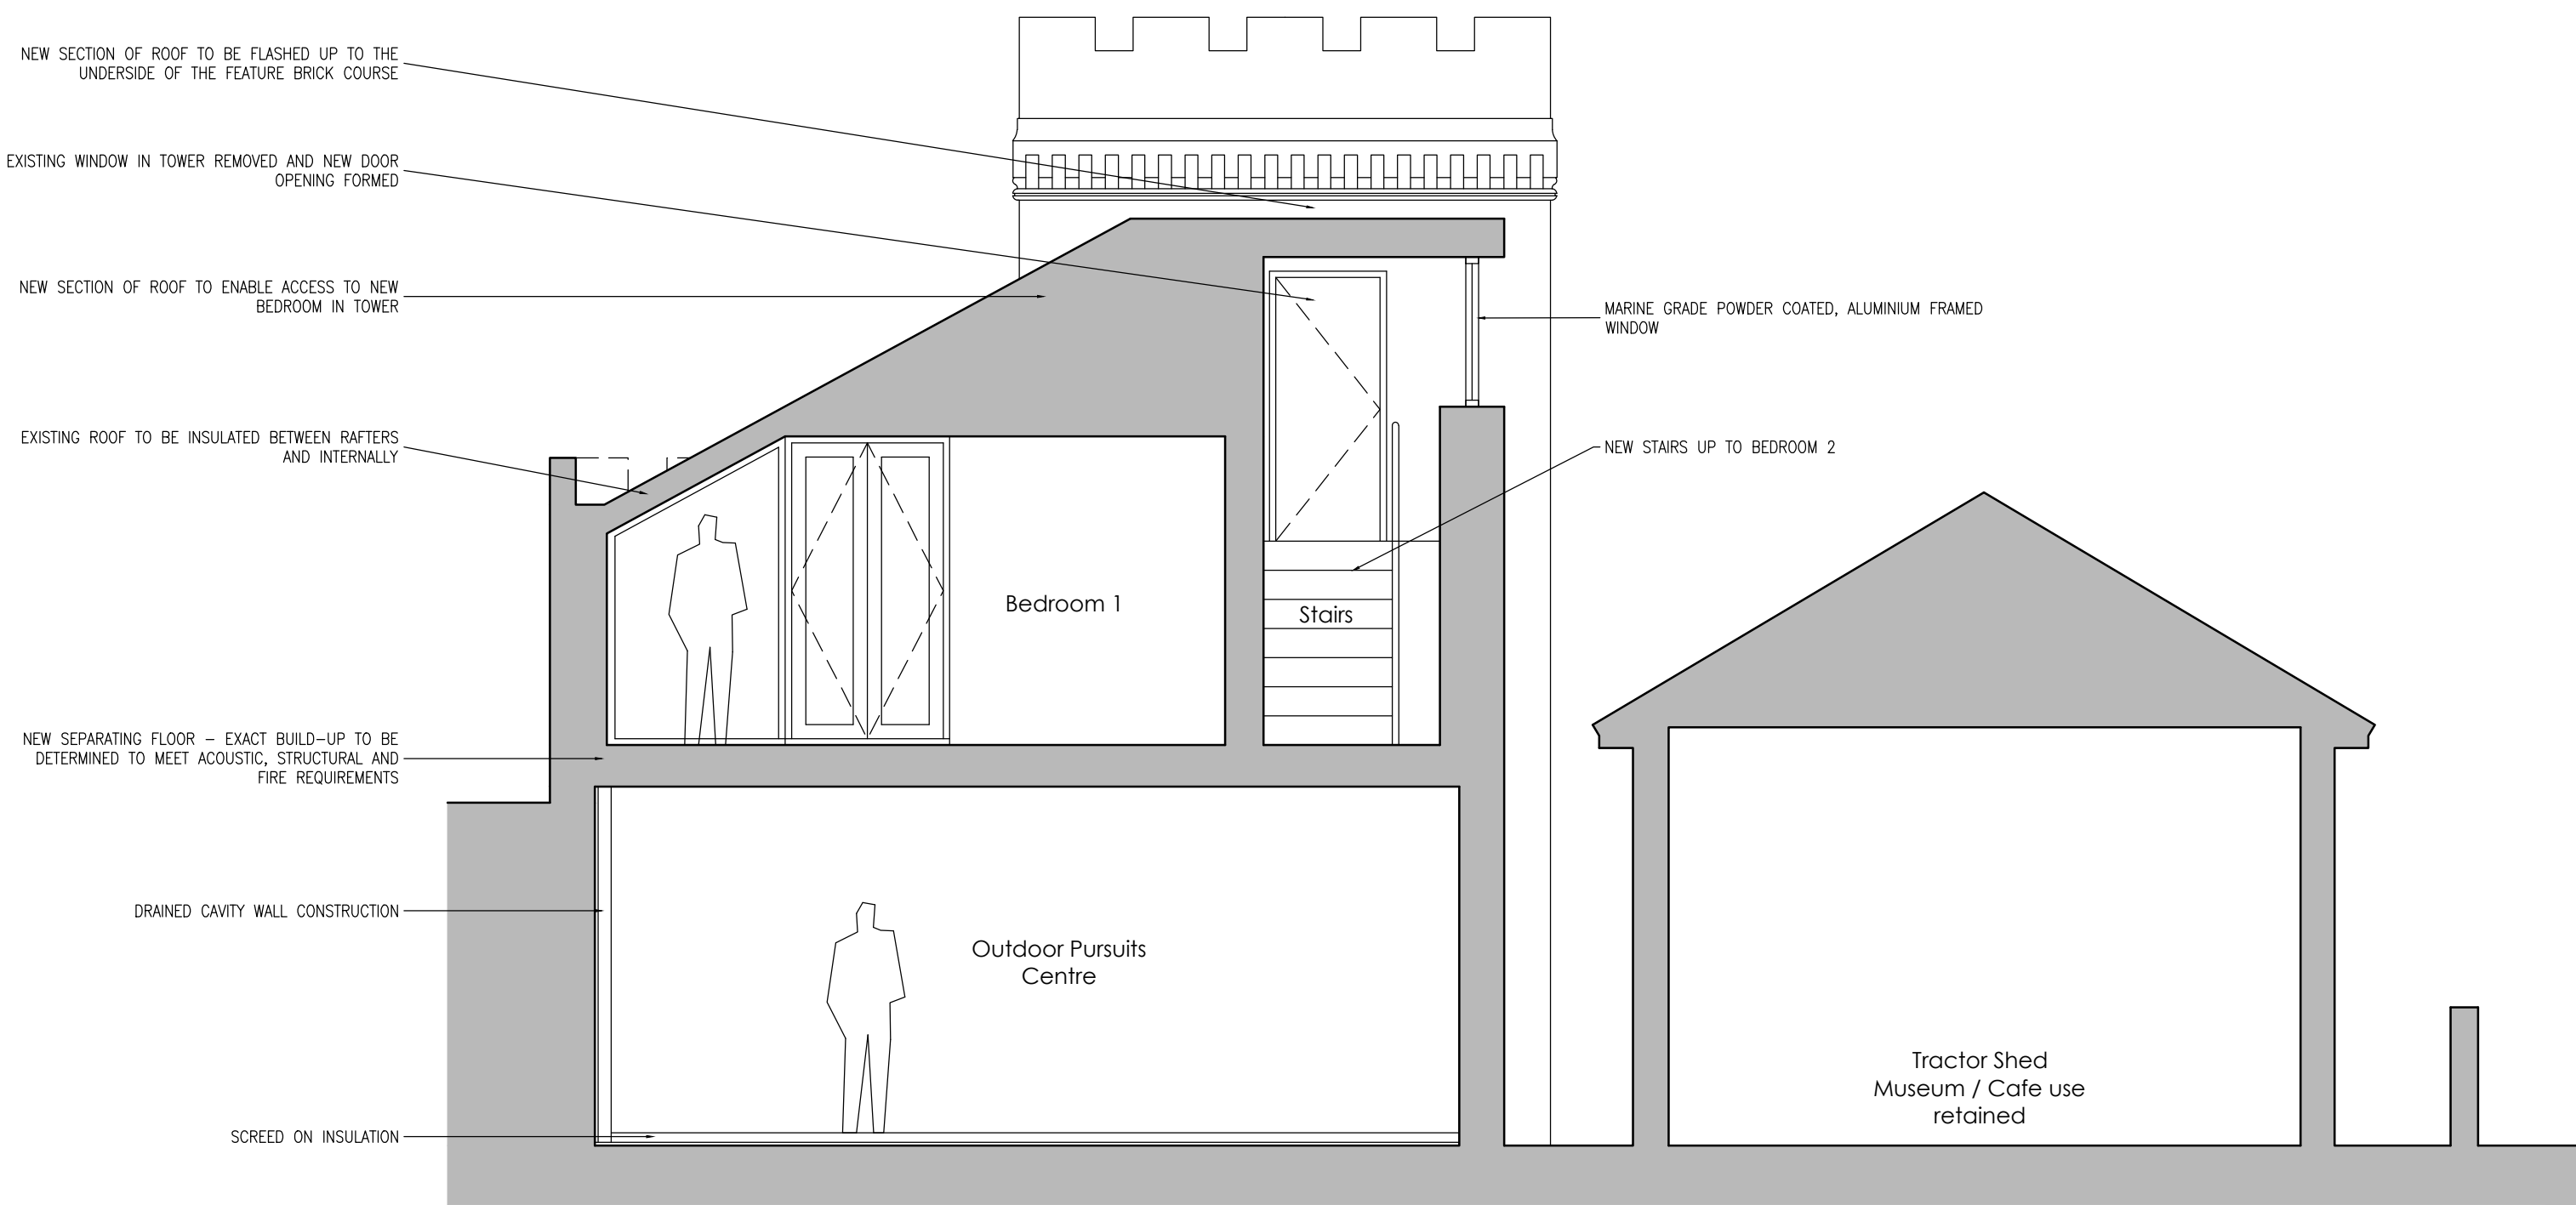 NEW SECTION OF ROOF TO BE FLASHED UP TO THE
UNDERSIDE OF THE FEATURE BRICK COURSE
EXISTING WINDOW IN TOWER REMOVED AND NEW DOOR
OPENING FORMED
NEW SECTION OF ROOF TO ENABLE ACCESS TO NEW
BEDROOM IN TOWER
MARINE GRADE POWDER COATED, ALUMINIUM FRAMED
WINDOW
EXISTING ROOF TO BE INSULATED BETWEEN RAFTERS
AND INTERNALLY
NEW STAIRS UP TO BEDROOM 2
Bedroom 1
Stairs
NEW SEPARATING FLOOR – EXACT BUILD–UP TO BE
DETERMINED TO MEET ACOUSTIC, STRUCTURAL AND
FIRE REQUIREMENTS
DRAINED CAVITY WALL CONSTRUCTION
Outdoor Pursuits
Centre
Tractor Shed
Museum / Cafe use
retained
SCREED ON INSULATION